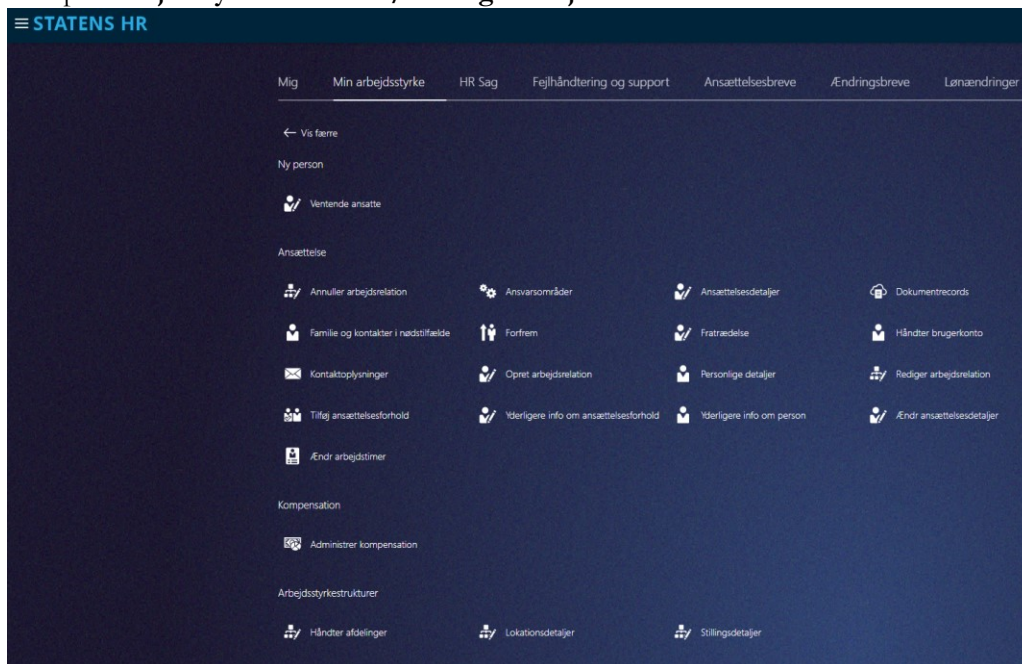 STATENS HR
Mig Min arbejdsstyrke HR Sag Fejlhåndtering og support Ansættelsesbreve Ændringsbreve Lønændringer
← Vis færre
Ny person
Ventende ansatte
Ansættelse
Annuller arbejdsrelation Ansvarsområder Ansættelsesdetaljer Dokumentrecords
Familie og kontakter i nødstilfælde Forfrem Fratrædelse Håndter brugerkonto
Kontaktoplysninger Opret arbejdsrelation Personlige detaljer Rediger arbejdsrelation
Tilføj ansættelsesforhold Yderligere info om ansættelsesforhold Yderligere info om person Ændr ansættelsesdetaljer
Ændr arbejdstimer
Kompensation
Administrer kompensation
Arbejdsstyrkestrukturer
Håndter afdelinger Lokationsdetaljer Stillingsdetaljer